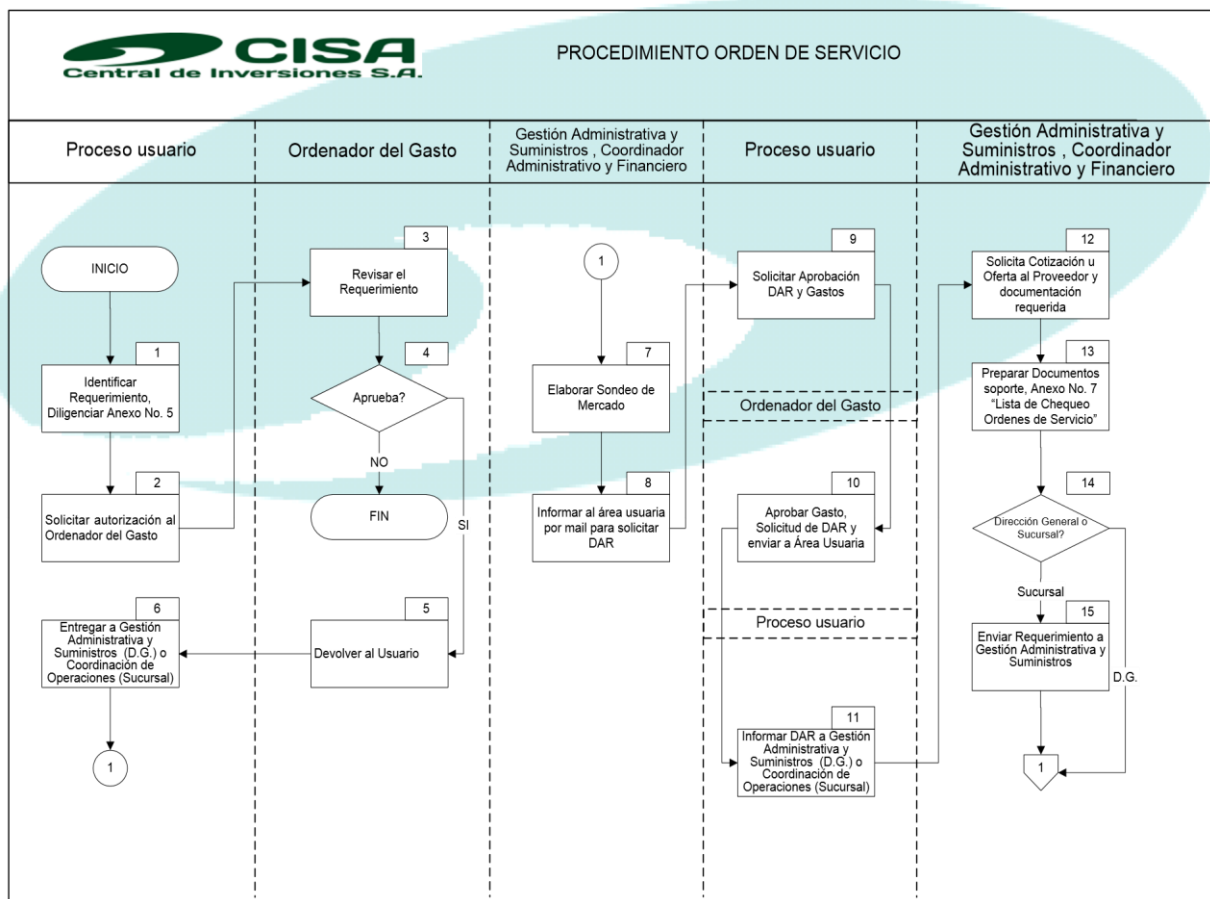 CISA
Central de Inversiones S.A.
PROCEDIMIENTO ORDEN DE SERVICIO
Proceso usuario
Ordenador del Gasto
Gestión Administrativa y
Suministros , Coordinador
Administrativo y Financiero
Proceso usuario
Gestión Administrativa y
Suministros , Coordinador
Administrativo y Financiero
INICIO
1
Identificar
Requerimiento,
Diligenciar Anexo No. 5
2
Solicitar autorización al
Ordenador del Gasto
6
Entregar a Gestión
Administrativa y
Suministros (D.G.) o
Coordinación de
Operaciones (Sucursal)
1
3
Revisar el
Requerimiento
4
Aprueba?
NO
SI
FIN
5
Devolver al Usuario
1
7
Elaborar Sondeo de
Mercado
8
Informar al área usuaria
por mail para solicitar
DAR
9
Solicitar Aprobación
DAR y Gastos
Ordenador del Gasto
10
Aprobar Gasto,
Solicitud de DAR y
enviar a Área Usuaria
Proceso usuario
11
Informar DAR a Gestión
Administrativa y
Suministros (D.G.) o
Coordinación de
Operaciones (Sucursal)
12
Solicita Cotización u
Oferta al Proveedor y
documentación
requerida
13
Preparar Documentos
soporte, Anexo No. 7
“Lista de Chequeo
Ordenes de Servicio”
14
Dirección General o
Sucursal?
Sucursal
15
Enviar Requerimiento a
Gestión Administrativa y
Suministros
D.G.
1